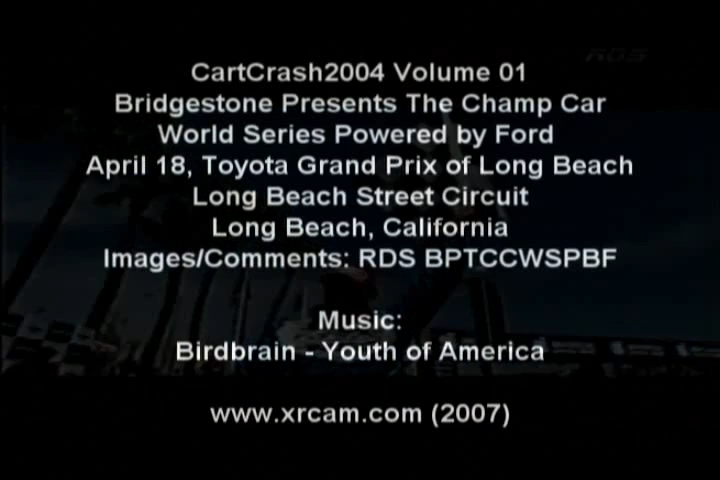 RDS
CartCrash2004 Volume 01
Bridgestone Presents The Champ Car
World Series Powered by Ford
April 18, Toyota Grand Prix of Long Beach
Long Beach Street Circuit
Long Beach, California
Images/Comments: RDS BPTCCWSPBF
Music:
Birdbrain - Youth of America
www.xrcam.com (2007)